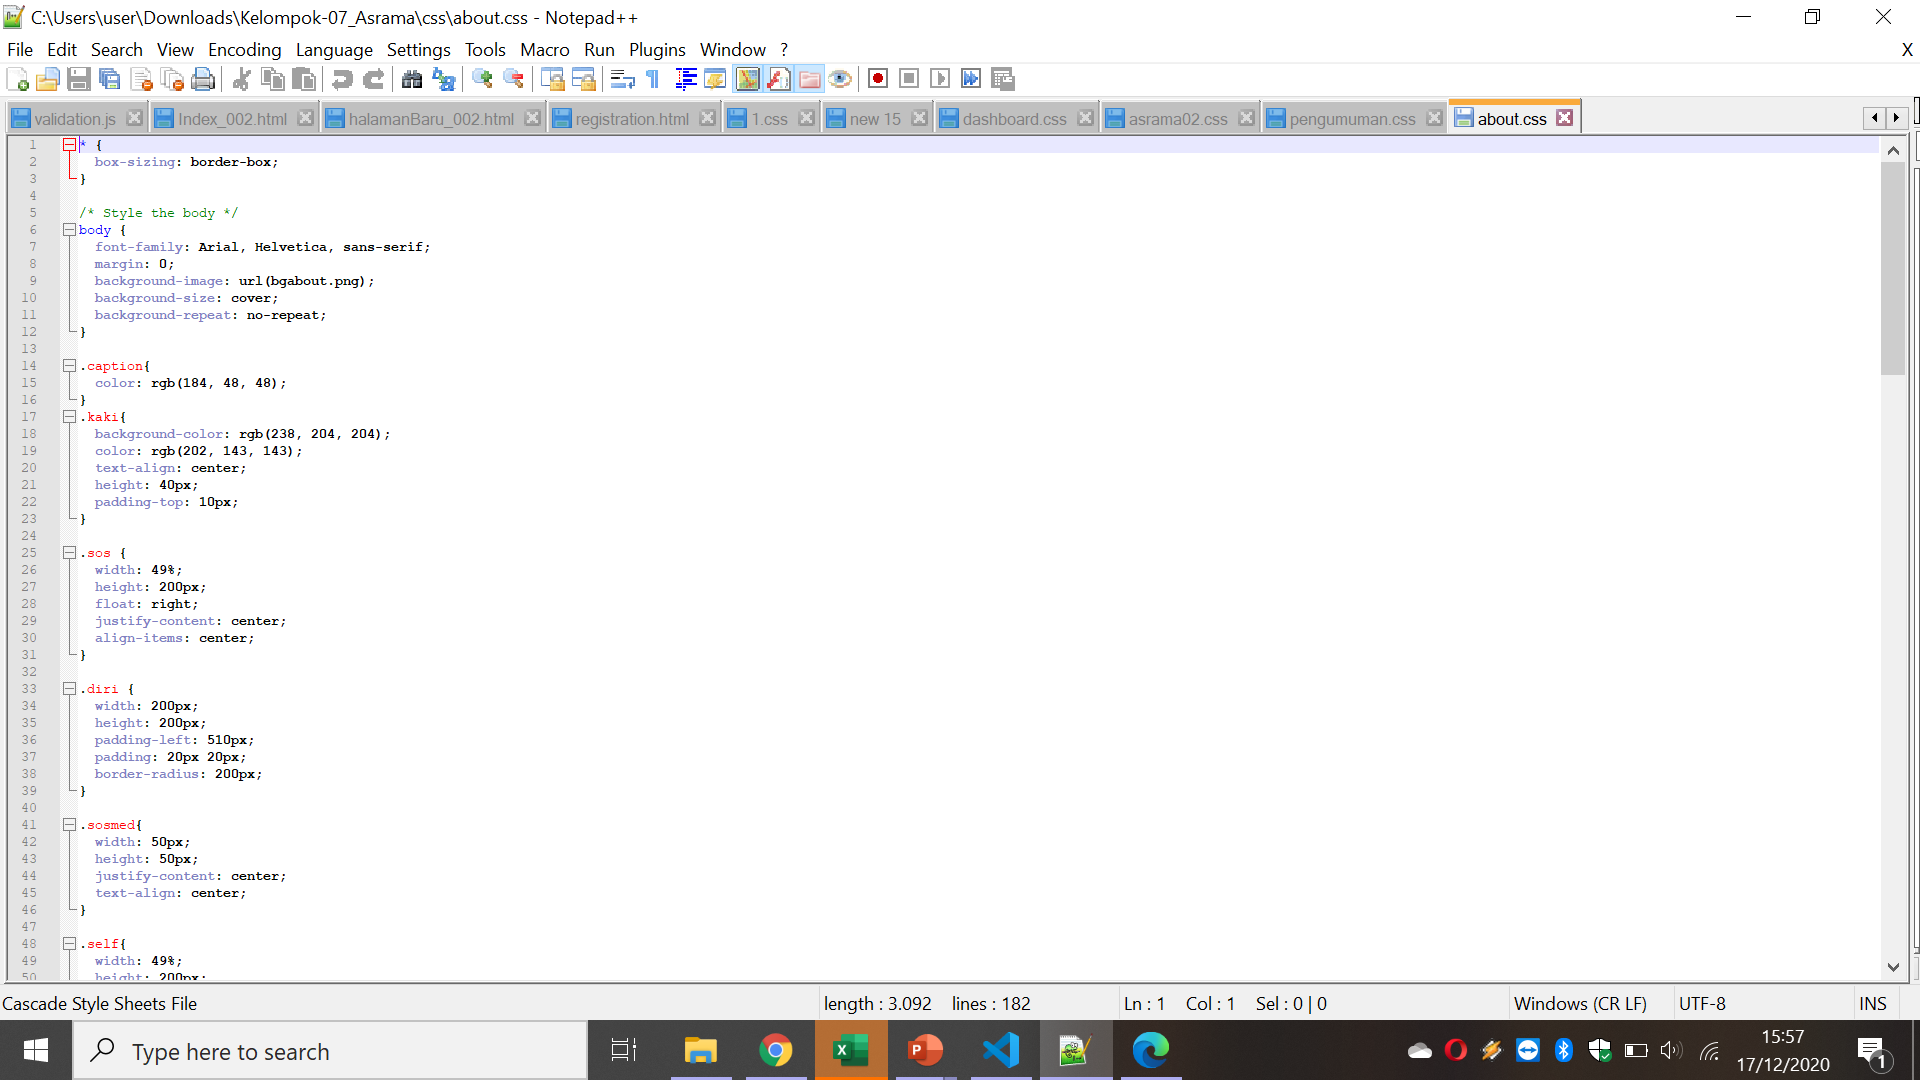 C:\Users\user\Downloads\Kelompok-07_Asrama\css\about.css - Notepad++
File Edit Search View Encoding Language Settings Tools Macro Run Plugins Window ? X
validation.js Index_002.html halamanBaru_002.html registration.html 1.css new 15 dashboard.css asrama02.css pengumuman.css about.css
1 * {
2 box-sizing: border-box;
3 }
4
5 /* Style the body */
6 body {
7 font-family: Arial, Helvetica, sans-serif;
8 margin: 0;
9 background-image: url(bgabout.png);
10 background-size: cover;
11 background-repeat: no-repeat;
12 }
13
14 .caption{
15 color: rgb(184, 48, 48);
16 }
17 .kaki{
18 background-color: rgb(238, 204, 204);
19 color: rgb(202, 143, 143);
20 text-align: center;
21 height: 40px;
22 padding-top: 10px;
23 }
24
25 .sos {
26 width: 49%;
27 height: 200px;
28 float: right;
29 justify-content: center;
30 align-items: center;
31 }
32
33 .diri {
34 width: 200px;
35 height: 200px;
36 padding-left: 510px;
37 padding: 20px 20px;
38 border-radius: 200px;
39 }
40
41 .sosmed{
42 width: 50px;
43 height: 50px;
44 justify-content: center;
45 text-align: center;
46 }
47
48 .self{
49 width: 49%;
50 height: 200px;
Cascade Style Sheets File length : 3.092 lines : 182 Ln : 1 Col : 1 Sel : 0 | 0 Windows (CR LF) UTF-8 INS
Type here to search
15:57
17/12/2020
1